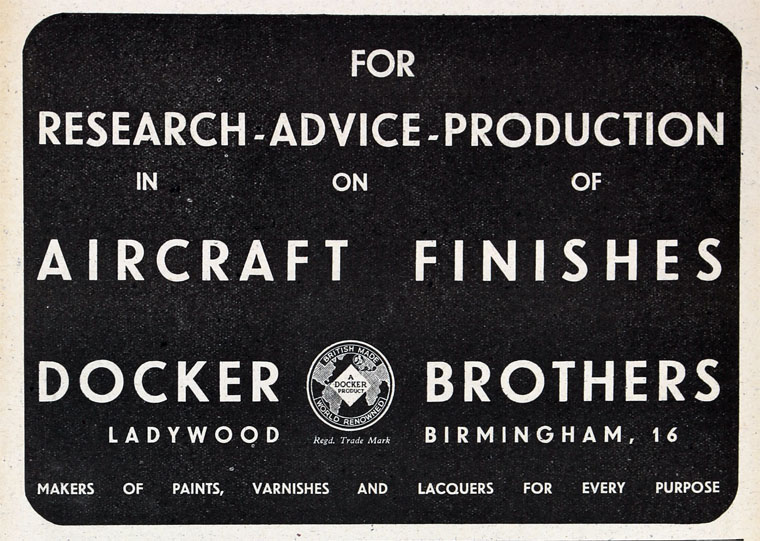 FOR
RESEARCH-ADVICE-PRODUCTION
IN ON OF
AIRCRAFT FINISHES
DOCKER BROTHERS
BRITISH MADE
A
DOCKER
PRODUCT
WORLD RENOWNED
LADYWOOD BIRMINGHAM, 16
Regd. Trade Mark
MAKERS OF PAINTS, VARNISHES AND LACQUERS FOR EVERY PURPOSE